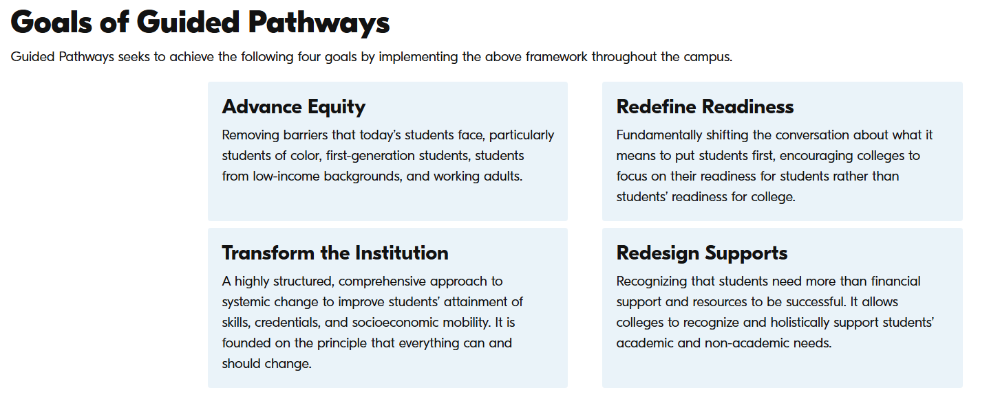 Goals of Guided Pathways
Guided Pathways seeks to achieve the following four goals by implementing the above framework throughout the campus.
Advance Equity
Removing barriers that today’s students face, particularly
students of color, first-generation students, students
from low-income backgrounds, and working adults.
Redefine Readiness
Fundamentally shifting the conversation about what it
means to put students first, encouraging colleges to
focus on their readiness for students rather than
students’ readiness for college.
Transform the Institution
A highly structured, comprehensive approach to
systemic change to improve students’ attainment of
skills, credentials, and socioeconomic mobility. It is
founded on the principle that everything can and
should change.
Redesign Supports
Recognizing that students need more than financial
support and resources to be successful. It allows
colleges to recognize and holistically support students’
academic and non-academic needs.